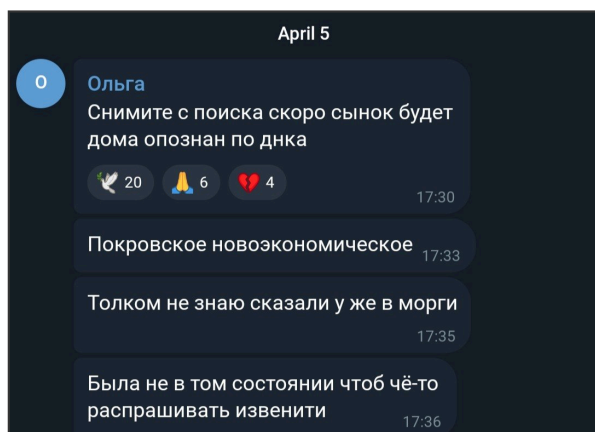 April 5
О
Ольга
Снимите с поиска скоро сынок будет
дома опознан по днка
🕊 20 🙏 6 💔 4
17:30
Покровское новоэкономическое 17:33
Толком не знаю сказали у же в морги
17:35
Была не в том состоянии чтоб чё-то
распрашивать извенити
17:36